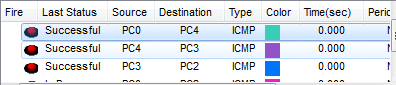 Fire Last Status Source Destination Type Color Time(sec) Perio
Successful PC0 PC4 ICMP 0.000 N
Successful PC4 PC3 ICMP 0.000 N
Successful PC3 PC2 ICMP 0.000 N